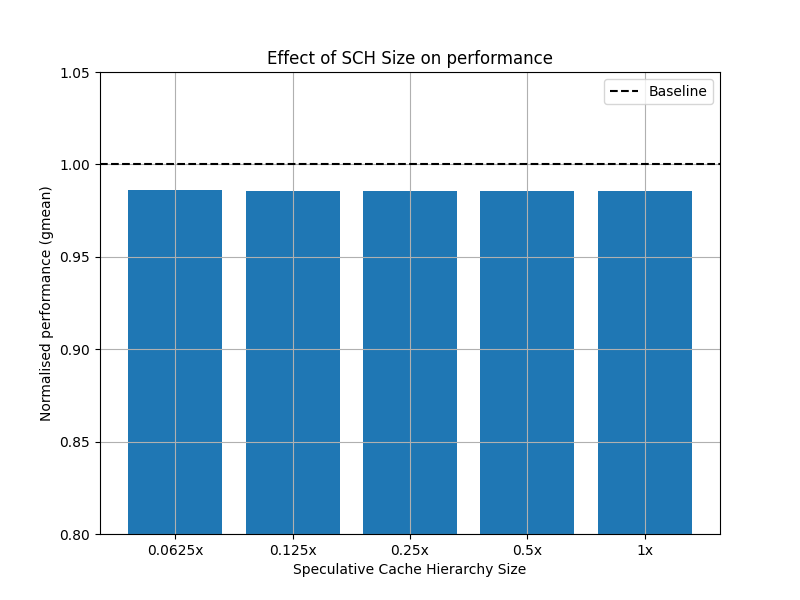 Effect of SCH Size on performance
1.05
Baseline
1.00
0.95
0.90
0.85
0.80
Normalised performance (gmean)
0.0625x 0.125x 0.25x 0.5x 1x
Speculative Cache Hierarchy Size